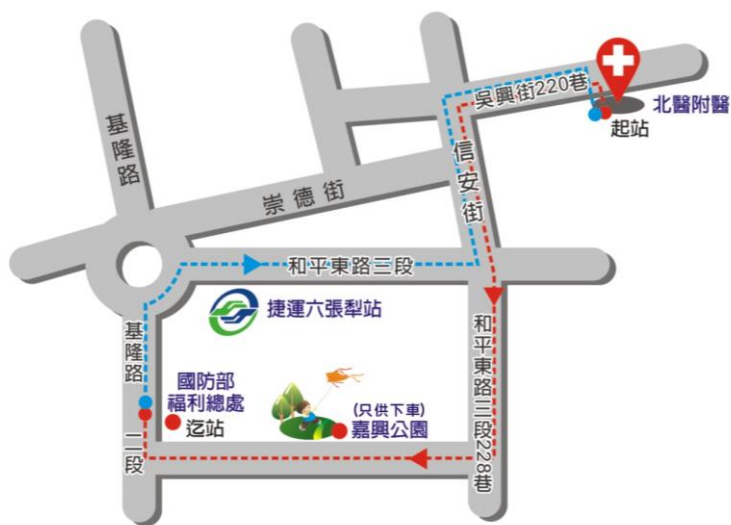 吳興街220巷
北醫附醫
起站
基隆路
信安街
崇德街
和平東路三段
捷運六張犁站
基隆路
二段
國防部
福利總處
迄站
(只供下車)
嘉興公園
和平東路三段228巷